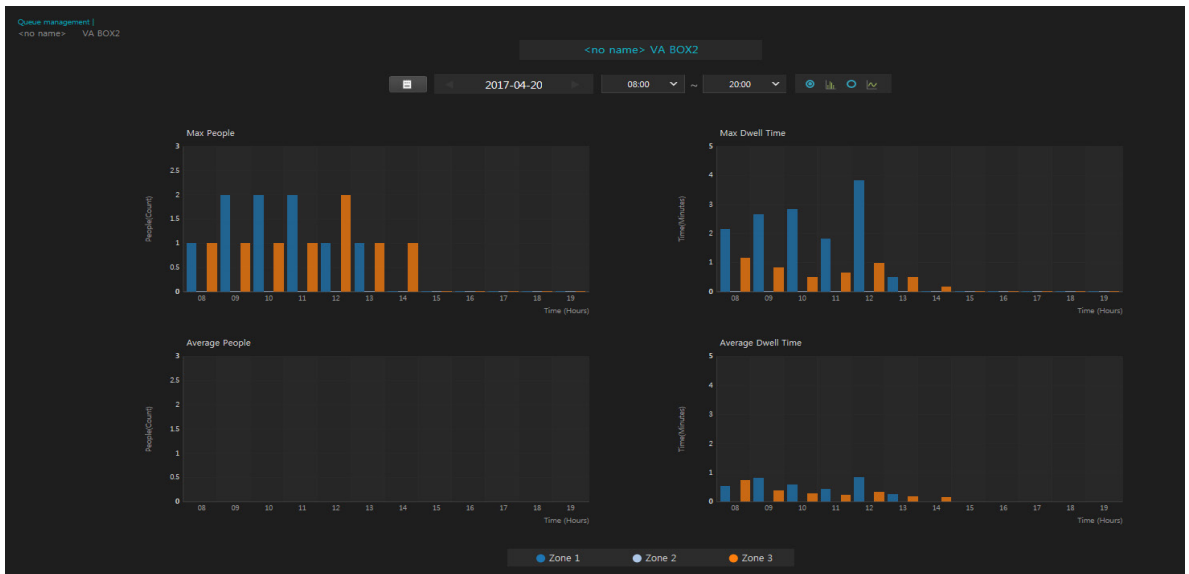 Queue management |
<no name> VA BOX2
<no name> VA BOX2
2017-04-20 08:00 ~ 20:00
Max People
3
2.5
2
1.5
1
0.5
0
People(Count)
08 09 10 11 12 13 14 15 16 17 18 19
Time (Hours)
Max Dwell Time
5
4
3
2
1
0
Time(Minutes)
08 09 10 11 12 13 14 15 16 17 18 19
Time (Hours)
Average People
3
2.5
2
1.5
1
0.5
0
People(Count)
08 09 10 11 12 13 14 15 16 17 18 19
Time (Hours)
Average Dwell Time
5
4
3
2
1
0
Time(Minutes)
08 09 10 11 12 13 14 15 16 17 18 19
Time (Hours)
Zone 1 Zone 2 Zone 3